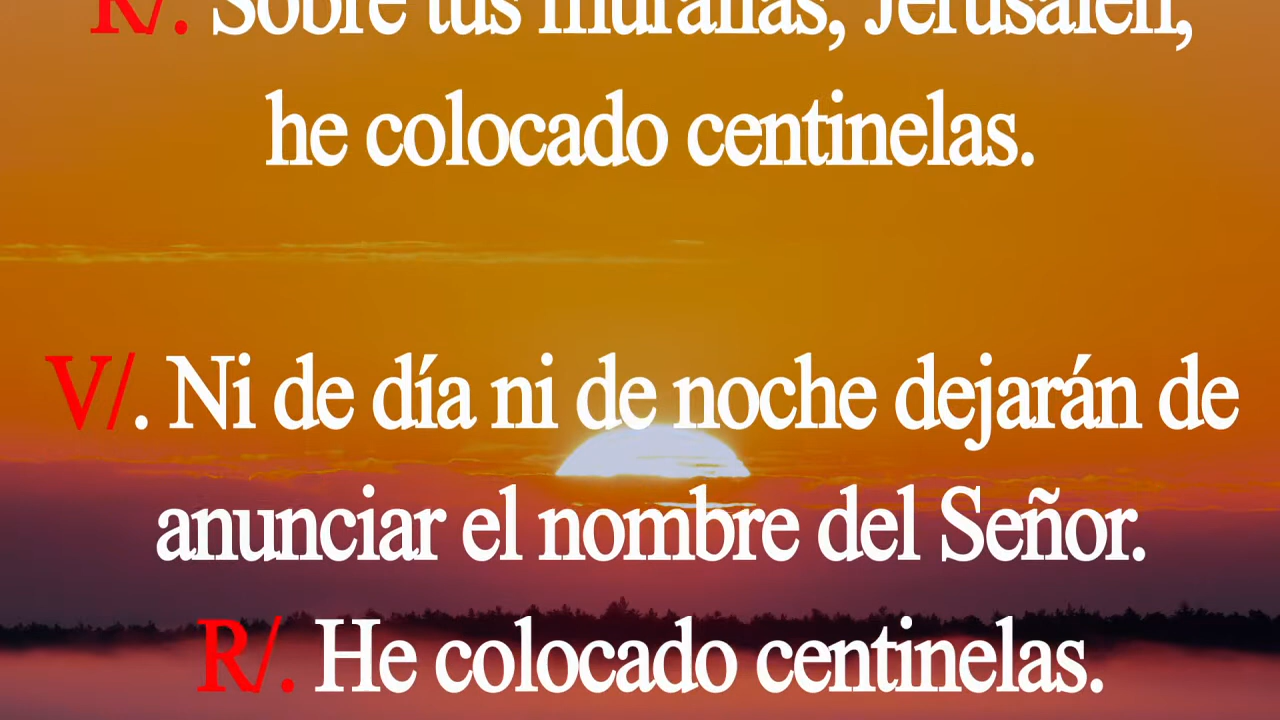 R/. Sobre tus murallas, Jerusalén,
he colocado centinelas.
V/. Ni de día ni de noche dejarán de
anunciar el nombre del Señor.
R/. He colocado centinelas.